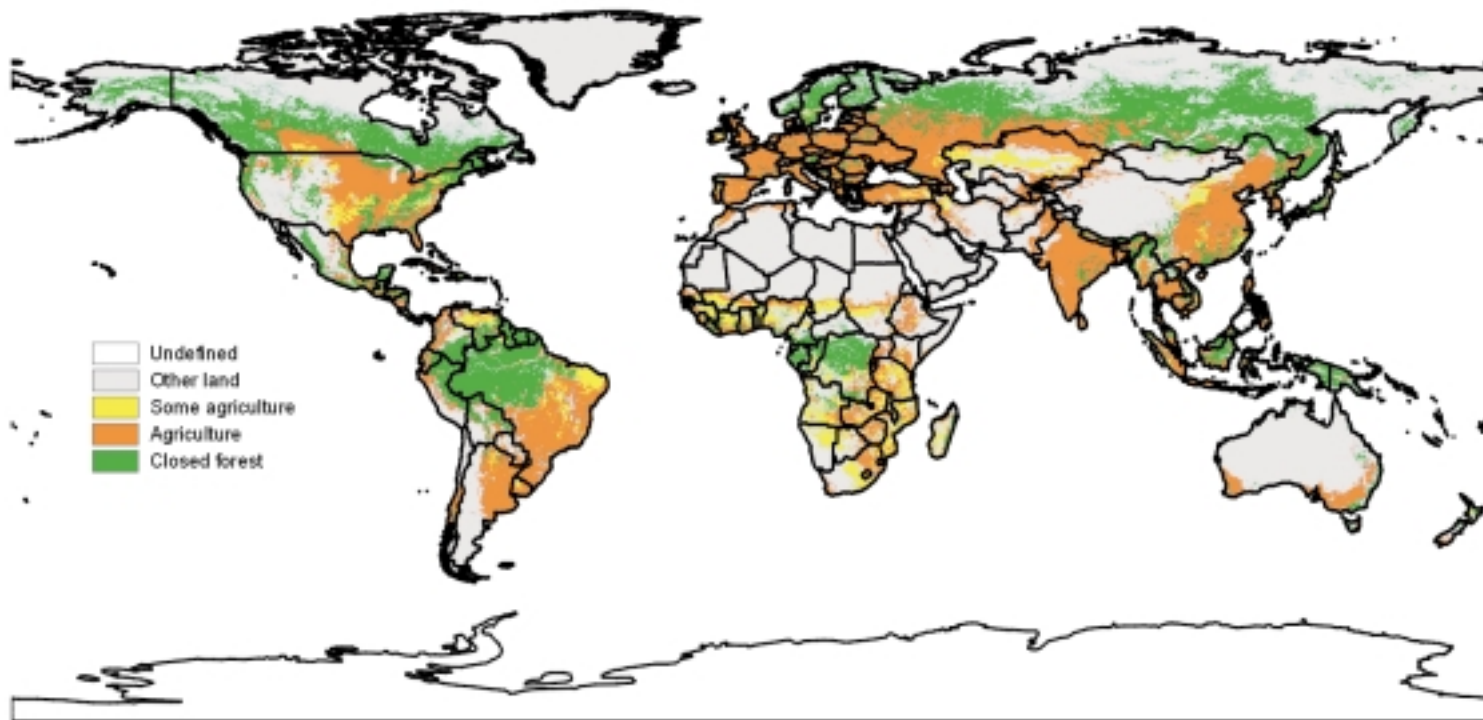 Undefined
Other land
Some agriculture
Agriculture
Closed forest